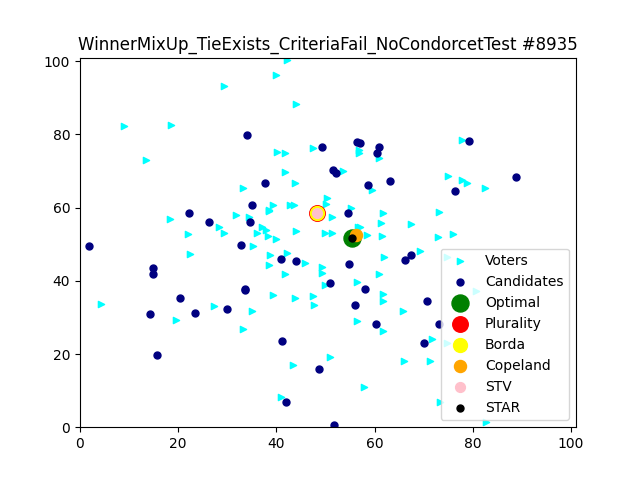 WinnerMixUp_TieExists_CriteriaFail_NoCondorcetTest #8935
100
80
60
40
20
0
Voters
Candidates
Optimal
Plurality
Borda
Copeland
STV
STAR
0 20 40 60 80 100